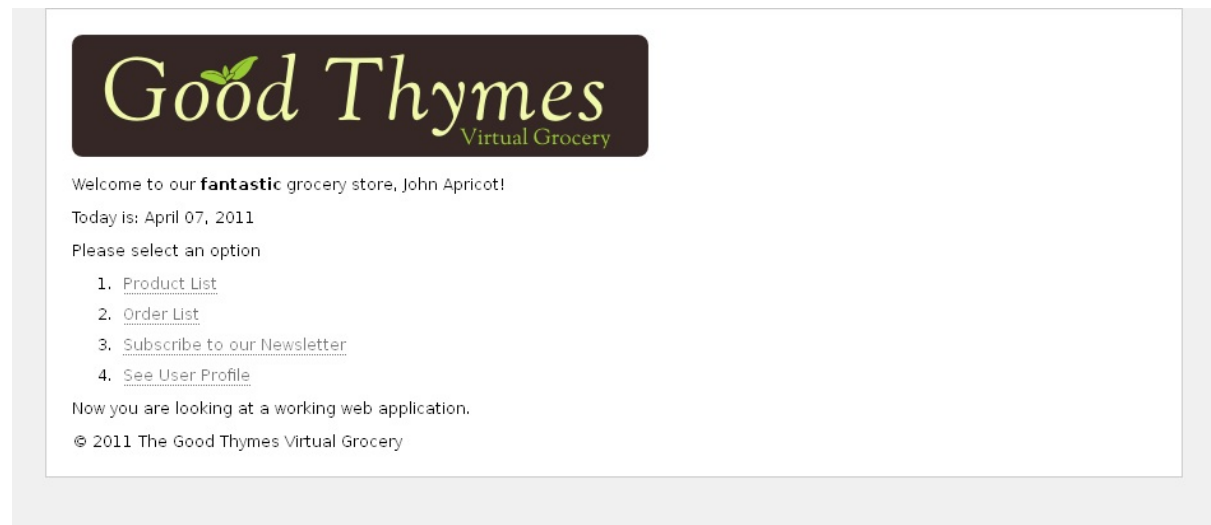 Good Thymes
Virtual Grocery
Welcome to our fantastic grocery store, John Apricot!
Today is: April 07, 2011
Please select an option
1. Product List
2. Order List
3. Subscribe to our Newsletter
4. See User Profile
Now you are looking at a working web application.
© 2011 The Good Thymes Virtual Grocery